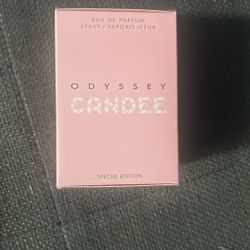 EAU DE PARFUM
SPRAY / VAPORISATEUR
ODYSSEY
CANDEE
SPECIAL EDITION